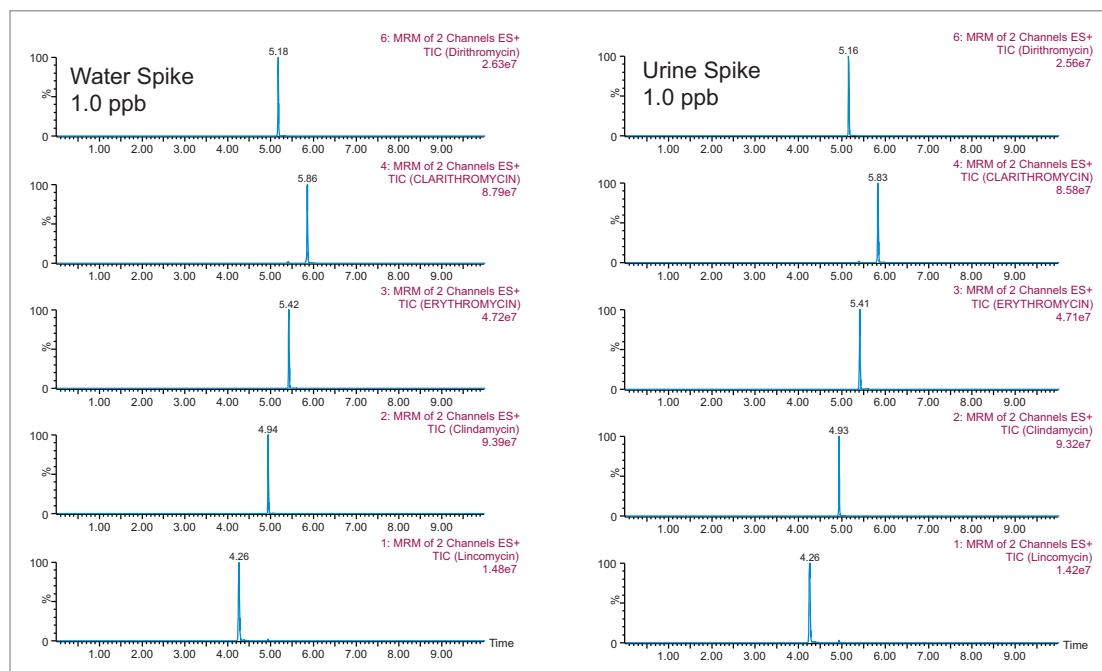 Water Spike
1.0 ppb
6: MRM of 2 Channels ES+
TIC (Dirithromycin)
2.63e7
5.18
100
%
0
1.00 2.00 3.00 4.00 5.00 6.00 7.00 8.00 9.00
4: MRM of 2 Channels ES+
TIC (CLARITHROMYCIN)
8.79e7
5.86
100
%
0
1.00 2.00 3.00 4.00 5.00 6.00 7.00 8.00 9.00
3: MRM of 2 Channels ES+
TIC (ERYTHROMYCIN)
4.72e7
5.42
100
%
0
1.00 2.00 3.00 4.00 5.00 6.00 7.00 8.00 9.00
2: MRM of 2 Channels ES+
TIC (Clindamycin)
9.39e7
4.94
100
%
0
1.00 2.00 3.00 4.00 5.00 6.00 7.00 8.00 9.00
1: MRM of 2 Channels ES+
TIC (Lincomycin)
1.48e7
4.26
100
%
0
Time
1.00 2.00 3.00 4.00 5.00 6.00 7.00 8.00 9.00
Urine Spike
1.0 ppb
6: MRM of 2 Channels ES+
TIC (Dirithromycin)
2.56e7
5.16
100
%
0
1.00 2.00 3.00 4.00 5.00 6.00 7.00 8.00 9.00
4: MRM of 2 Channels ES+
TIC (CLARITHROMYCIN)
8.58e7
5.83
100
%
0
1.00 2.00 3.00 4.00 5.00 6.00 7.00 8.00 9.00
3: MRM of 2 Channels ES+
TIC (ERYTHROMYCIN)
4.71e7
5.41
100
%
0
1.00 2.00 3.00 4.00 5.00 6.00 7.00 8.00 9.00
2: MRM of 2 Channels ES+
TIC (Clindamycin)
9.32e7
4.93
100
%
0
1.00 2.00 3.00 4.00 5.00 6.00 7.00 8.00 9.00
1: MRM of 2 Channels ES+
TIC (Lincomycin)
1.42e7
4.26
100
%
0
Time
1.00 2.00 3.00 4.00 5.00 6.00 7.00 8.00 9.00